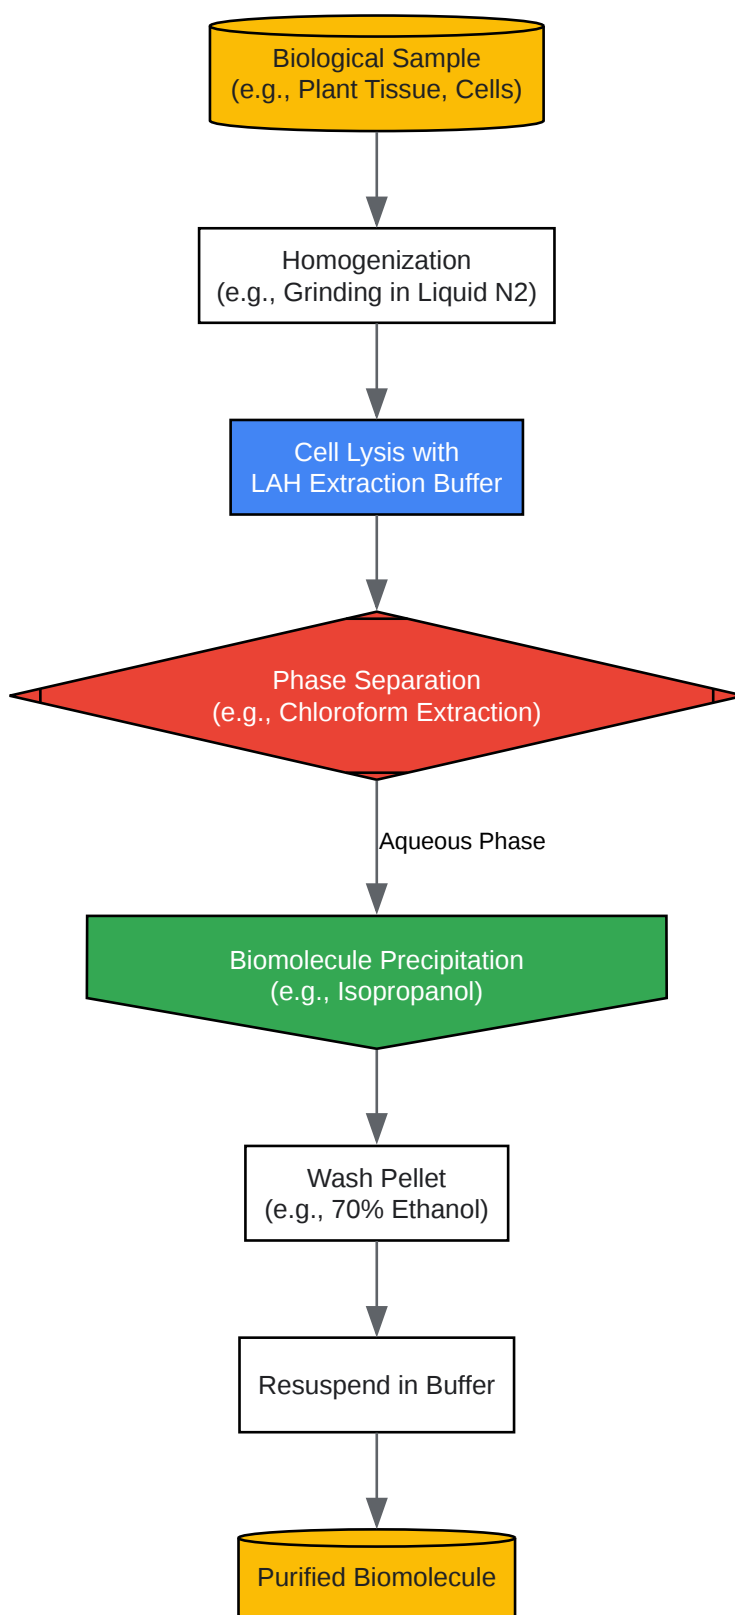 Biological Sample
(e.g., Plant Tissue, Cells)
Homogenization
(e.g., Grinding in Liquid N2)
Cell Lysis with
LAH Extraction Buffer
Phase Separation
(e.g., Chloroform Extraction)
Aqueous Phase
Biomolecule Precipitation
(e.g., Isopropanol)
Wash Pellet
(e.g., 70% Ethanol)
Resuspend in Buffer
Purified Biomolecule